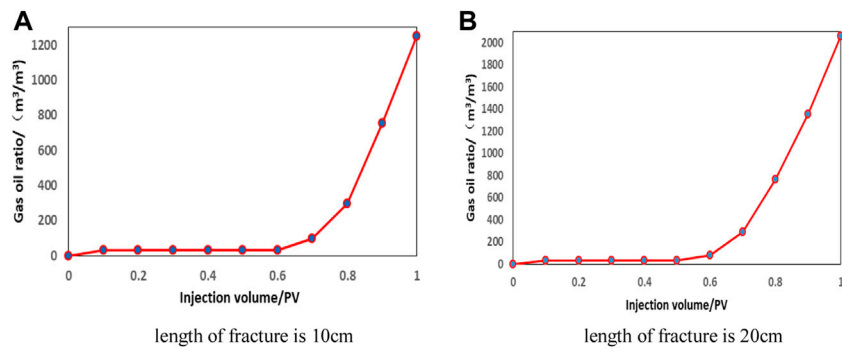 A
Gas oil ratio/（m³/m³)
1200
1000
800
600
400
200
0
0 0.2 0.4 0.6 0.8 1
Injection volume/PV
length of fracture is 10cm
B
Gas oil ratio/（m³/m³)
2000
1800
1600
1400
1200
1000
800
600
400
200
0
0 0.2 0.4 0.6 0.8 1
Injection volume/PV
length of fracture is 20cm